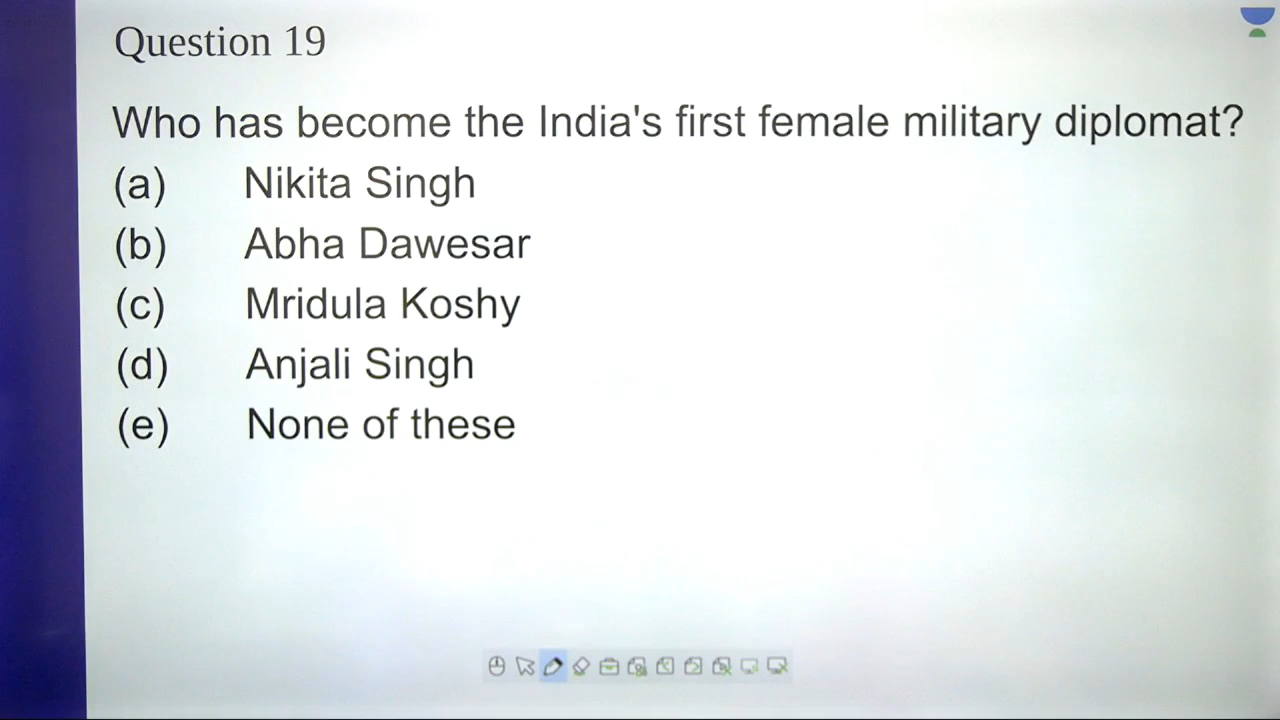 Question 19
Who has become the India's first female military diplomat?
(a) Nikita Singh
(b) Abha Dawesar
(c) Mridula Koshy
(d) Anjali Singh
(e) None of these